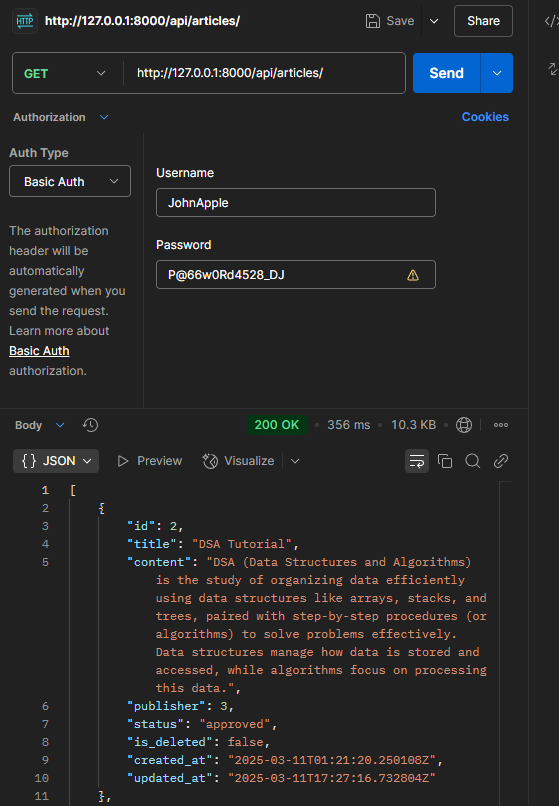 HTTP http://127.0.0.1:8000/api/articles/ Save Share
GET http://127.0.0.1:8000/api/articles/ Send
Authorization Cookies
Auth Type
Basic Auth
The authorization
header will be
automatically
generated when you
send the request.
Learn more about
Basic Auth
authorization.
Username
JohnApple
Password
P@66w0Rd4528_DJ
Body 200 OK • 356 ms • 10.3 KB •
{} JSON Preview Visualize
1 [
2 {
3 "id": 2,
4 "title": "DSA Tutorial",
5 "content": "DSA (Data Structures and Algorithms)
is the study of organizing data efficiently
using data structures like arrays, stacks, and
trees, paired with step-by-step procedures (or
algorithms) to solve problems effectively.
Data structures manage how data is stored and
accessed, while algorithms focus on processing
this data.",
6 "publisher": 3,
7 "status": "approved",
8 "is_deleted": false,
9 "created_at": "2025-03-11T01:21:20.250108Z",
10 "updated_at": "2025-03-11T17:27:16.732804Z"
11 },